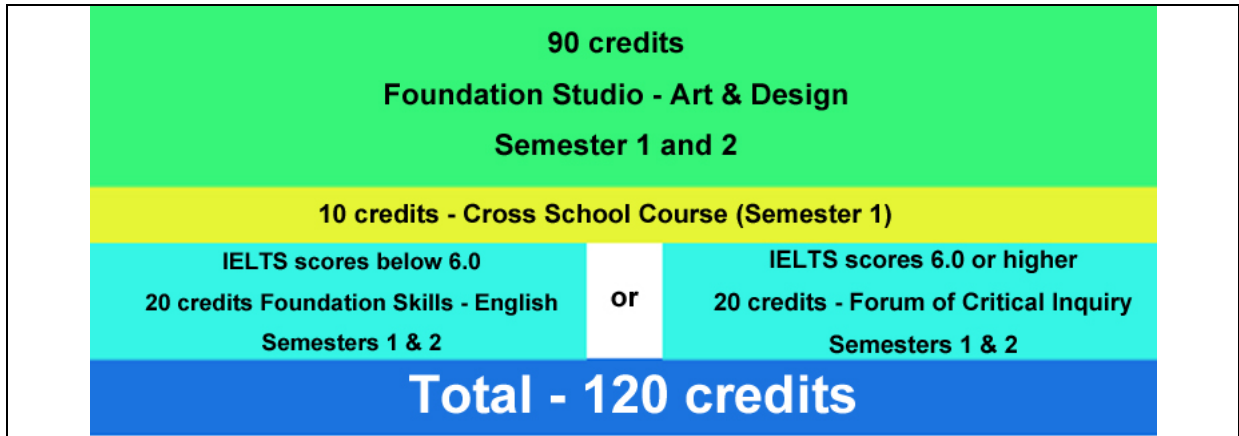 90 credits
Foundation Studio - Art & Design
Semester 1 and 2
10 credits - Cross School Course (Semester 1)
IELTS scores below 6.0
20 credits Foundation Skills - English
Semesters 1 & 2
or
IELTS scores 6.0 or higher
20 credits - Forum of Critical Inquiry
Semesters 1 & 2
Total - 120 credits